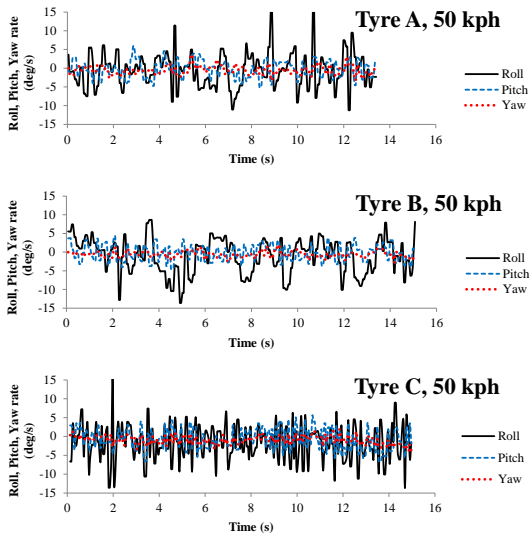 Tyre A, 50 kph
Roll, Pitch, Yaw rate
(deg/s)
15
10
5
0
-5
-10
-15
0 2 4 6 8 10 12 14 16
Time (s)
Roll
Pitch
Yaw
Tyre B, 50 kph
Roll, Pitch, Yaw rate
(deg/s)
15
10
5
0
-5
-10
-15
0 2 4 6 8 10 12 14 16
Time (s)
Roll
Pitch
Yaw
Tyre C, 50 kph
Roll, Pitch, Yaw rate
(deg/s)
15
10
5
0
-5
-10
-15
0 2 4 6 8 10 12 14 16
Time (s)
Roll
Pitch
Yaw